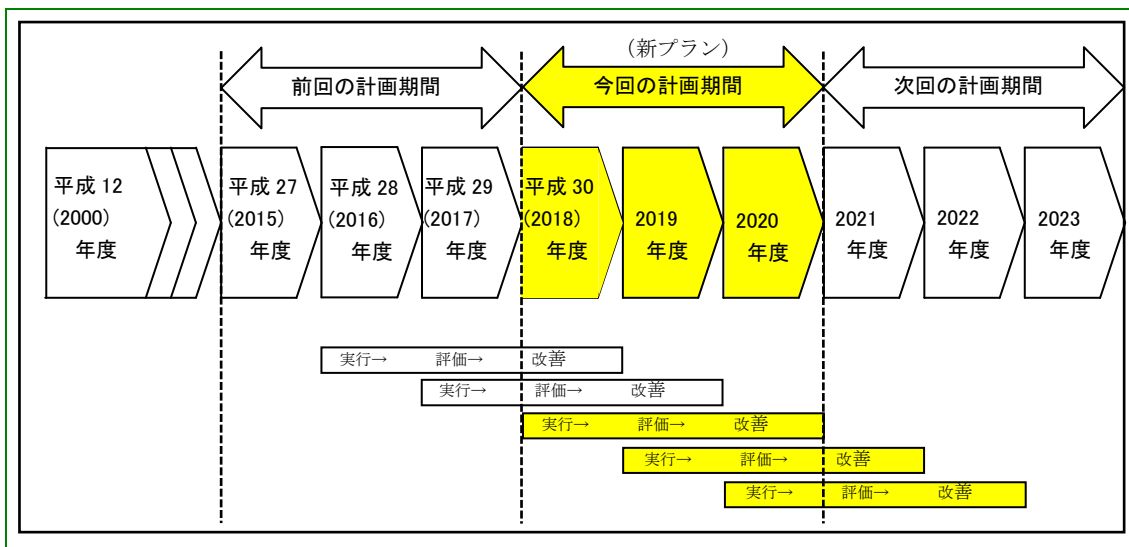 （新プラン）
前回の計画期間
今回の計画期間
次回の計画期間
平成 12
(2000)
年度
平成 27
(2015)
年度
平成 28
(2016)
年度
平成 29
(2017)
年度
平成 30
(2018)
年度
2019
年度
2020
年度
2021
年度
2022
年度
2023
年度
実行→ 評価→ 改善
実行→ 評価→ 改善
実行→ 評価→ 改善
実行→ 評価→ 改善
実行→ 評価→ 改善